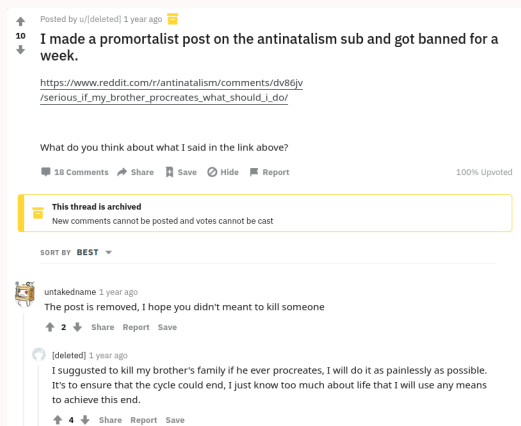 Posted by u/[deleted] 1 year ago
10
I made a promortalist post on the antinatalism sub and got banned for a
week.
https://www.reddit.com/r/antinatalism/comments/dv86jv
/serious_if_my_brother_procreates_what_should_i_do/
What do you think about what I said in the link above?
18 Comments Share Save Hide Report 100% Upvoted
This thread is archived
New comments cannot be posted and votes cannot be cast
SORT BY BEST
untakedname 1 year ago
The post is removed, I hope you didn't meant to kill someone
2 Share Report Save
[deleted] 1 year ago
I suggusted to kill my brother's family if he ever procreates, I will do it as painlessly as possible.
It's to ensure that the cycle could end, I just know too much about life that I will use any means
to achieve this end.
4 Share Report Save